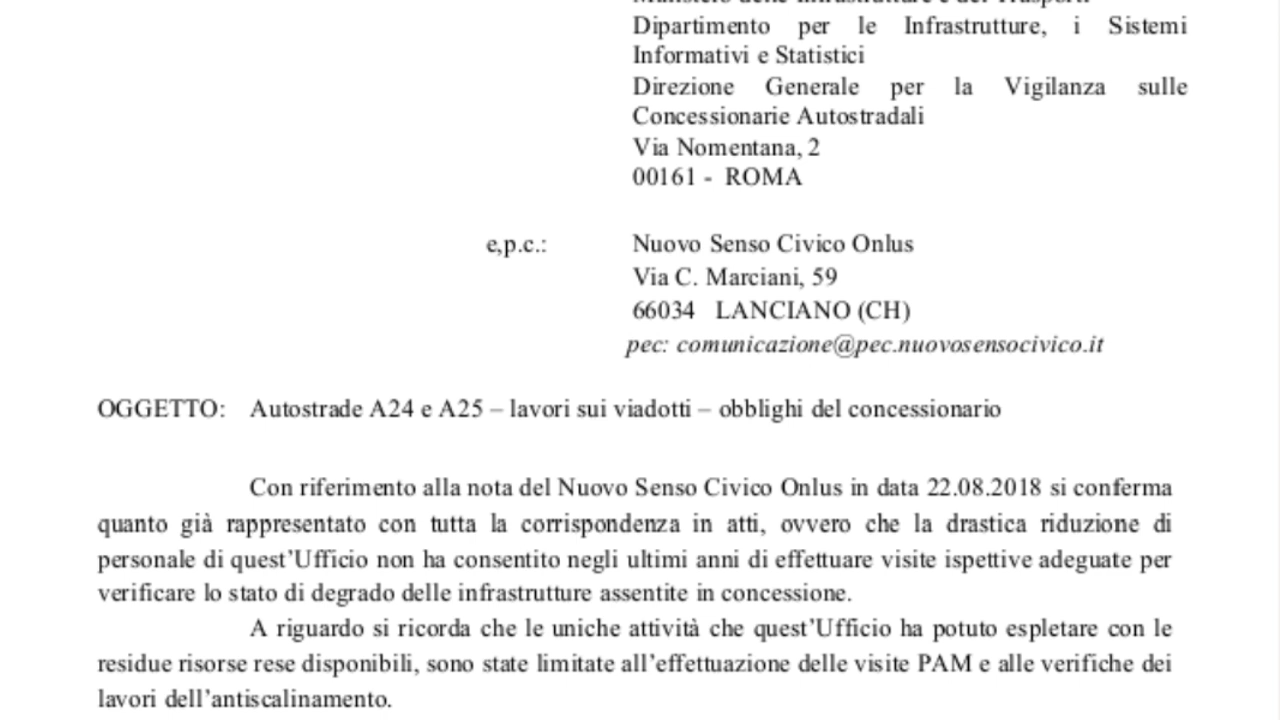 Ministero delle Infrastrutture e dei Trasporti
Dipartimento per le Infrastrutture, i Sistemi
Informativi e Statistici
Direzione Generale per la Vigilanza sulle
Concessionarie Autostradali
Via Nomentana, 2
00161 - ROMA
e,p.c.: Nuovo Senso Civico Onlus
Via C. Marciani, 59
66034 LANCIANO (CH)
pec: comunicazione@pec.nuovosensocivico.it
OGGETTO: Autostrade A24 e A25 – lavori sui viadotti – obblighi del concessionario
Con riferimento alla nota del Nuovo Senso Civico Onlus in data 22.08.2018 si conferma
quanto già rappresentato con tutta la corrispondenza in atti, ovvero che la drastica riduzione di
personale di quest’Ufficio non ha consentito negli ultimi anni di effettuare visite ispettive adeguate per
verificare lo stato di degrado delle infrastrutture assentite in concessione.
A riguardo si ricorda che le uniche attività che quest’Ufficio ha potuto espletare con le
residue risorse rese disponibili, sono state limitate all’effettuazione delle visite PAM e alle verifiche dei
lavori dell’antiscalinamento.